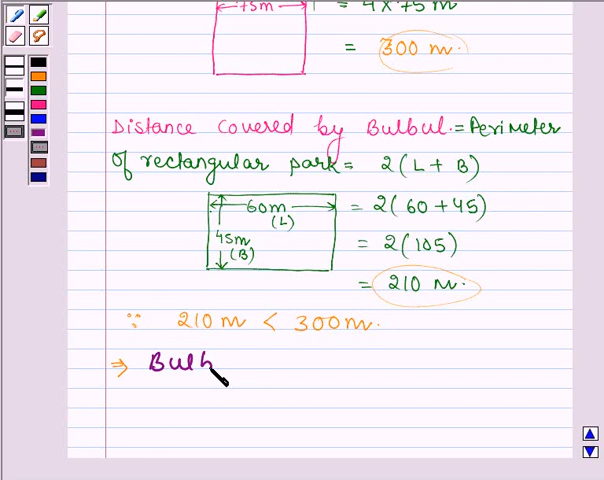 75m = 4 x 75 m
= 300 m.
Distance covered by Bulbul. = Perimeter
of rectangular park = 2(L + B)
60m = 2(60 + 45)
(L)
45m = 2(105)
(B)
= 210 m.
∵ 210 m < 300 m.
⇒ Bulb